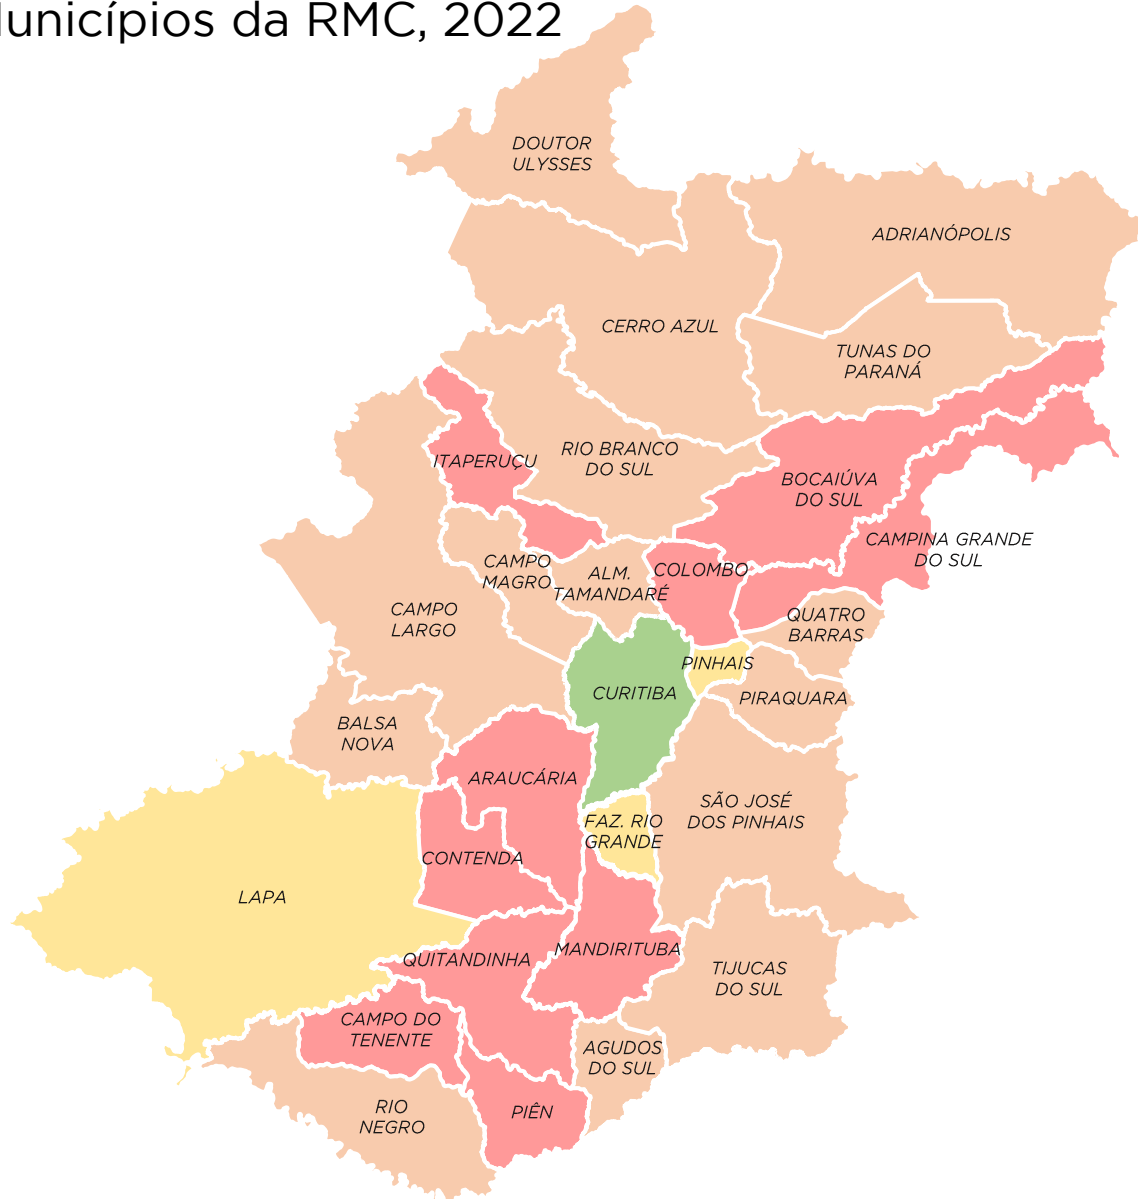 unicípios da RMC, 2022
DOUTOR
ULYSSES
ADRIANÓPOLIS
CERRO AZUL
TUNAS DO
PARANÁ
RIO BRANCO
DO SUL
ITAPERUÇU
BOCAIÚVA
DO SUL
CAMPINA GRANDE
DO SUL
CAMPO
MAGRO
ALM.
TAMANDARÉ
COLOMBO
CAMPO
LARGO
QUATRO
BARRAS
PINHAIS
CURITIBA
PIRAQUARA
BALSA
NOVA
ARAUCÁRIA
SÃO JOSÉ
DOS PINHAIS
FAZ. RIO
GRANDE
CONTENDA
LAPA
QUITANDINHA
MANDIRITUBA
TIJUCAS
DO SUL
CAMPO DO
TENENTE
AGUDOS
DO SUL
RIO
NEGRO
PIÊN